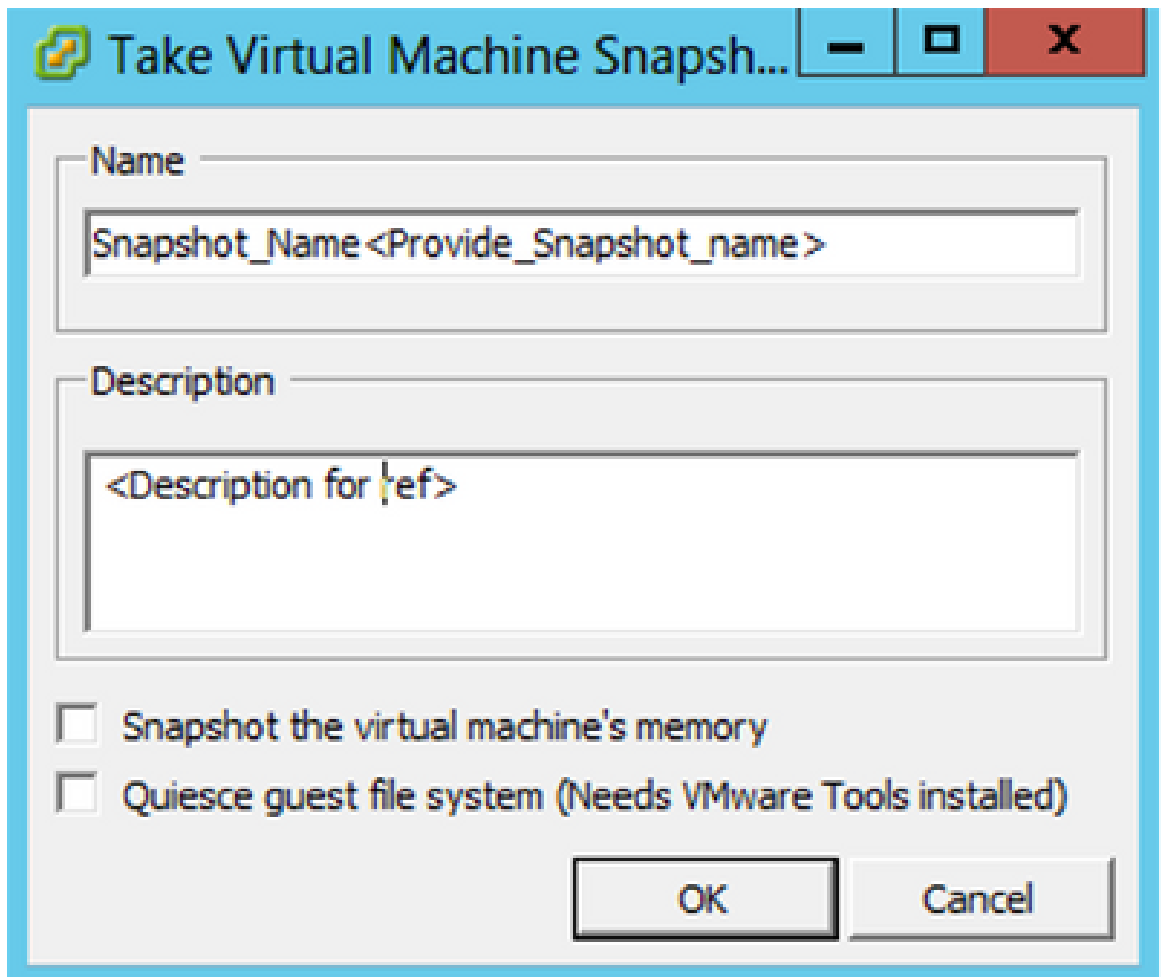 Take Virtual Machine Snapsh...
Name
Snapshot_Name<Provide_Snapshot_name>
Description
<Description for ref>
Snapshot the virtual machine's memory
Quiesce guest file system (Needs VMware Tools installed)
OK
Cancel